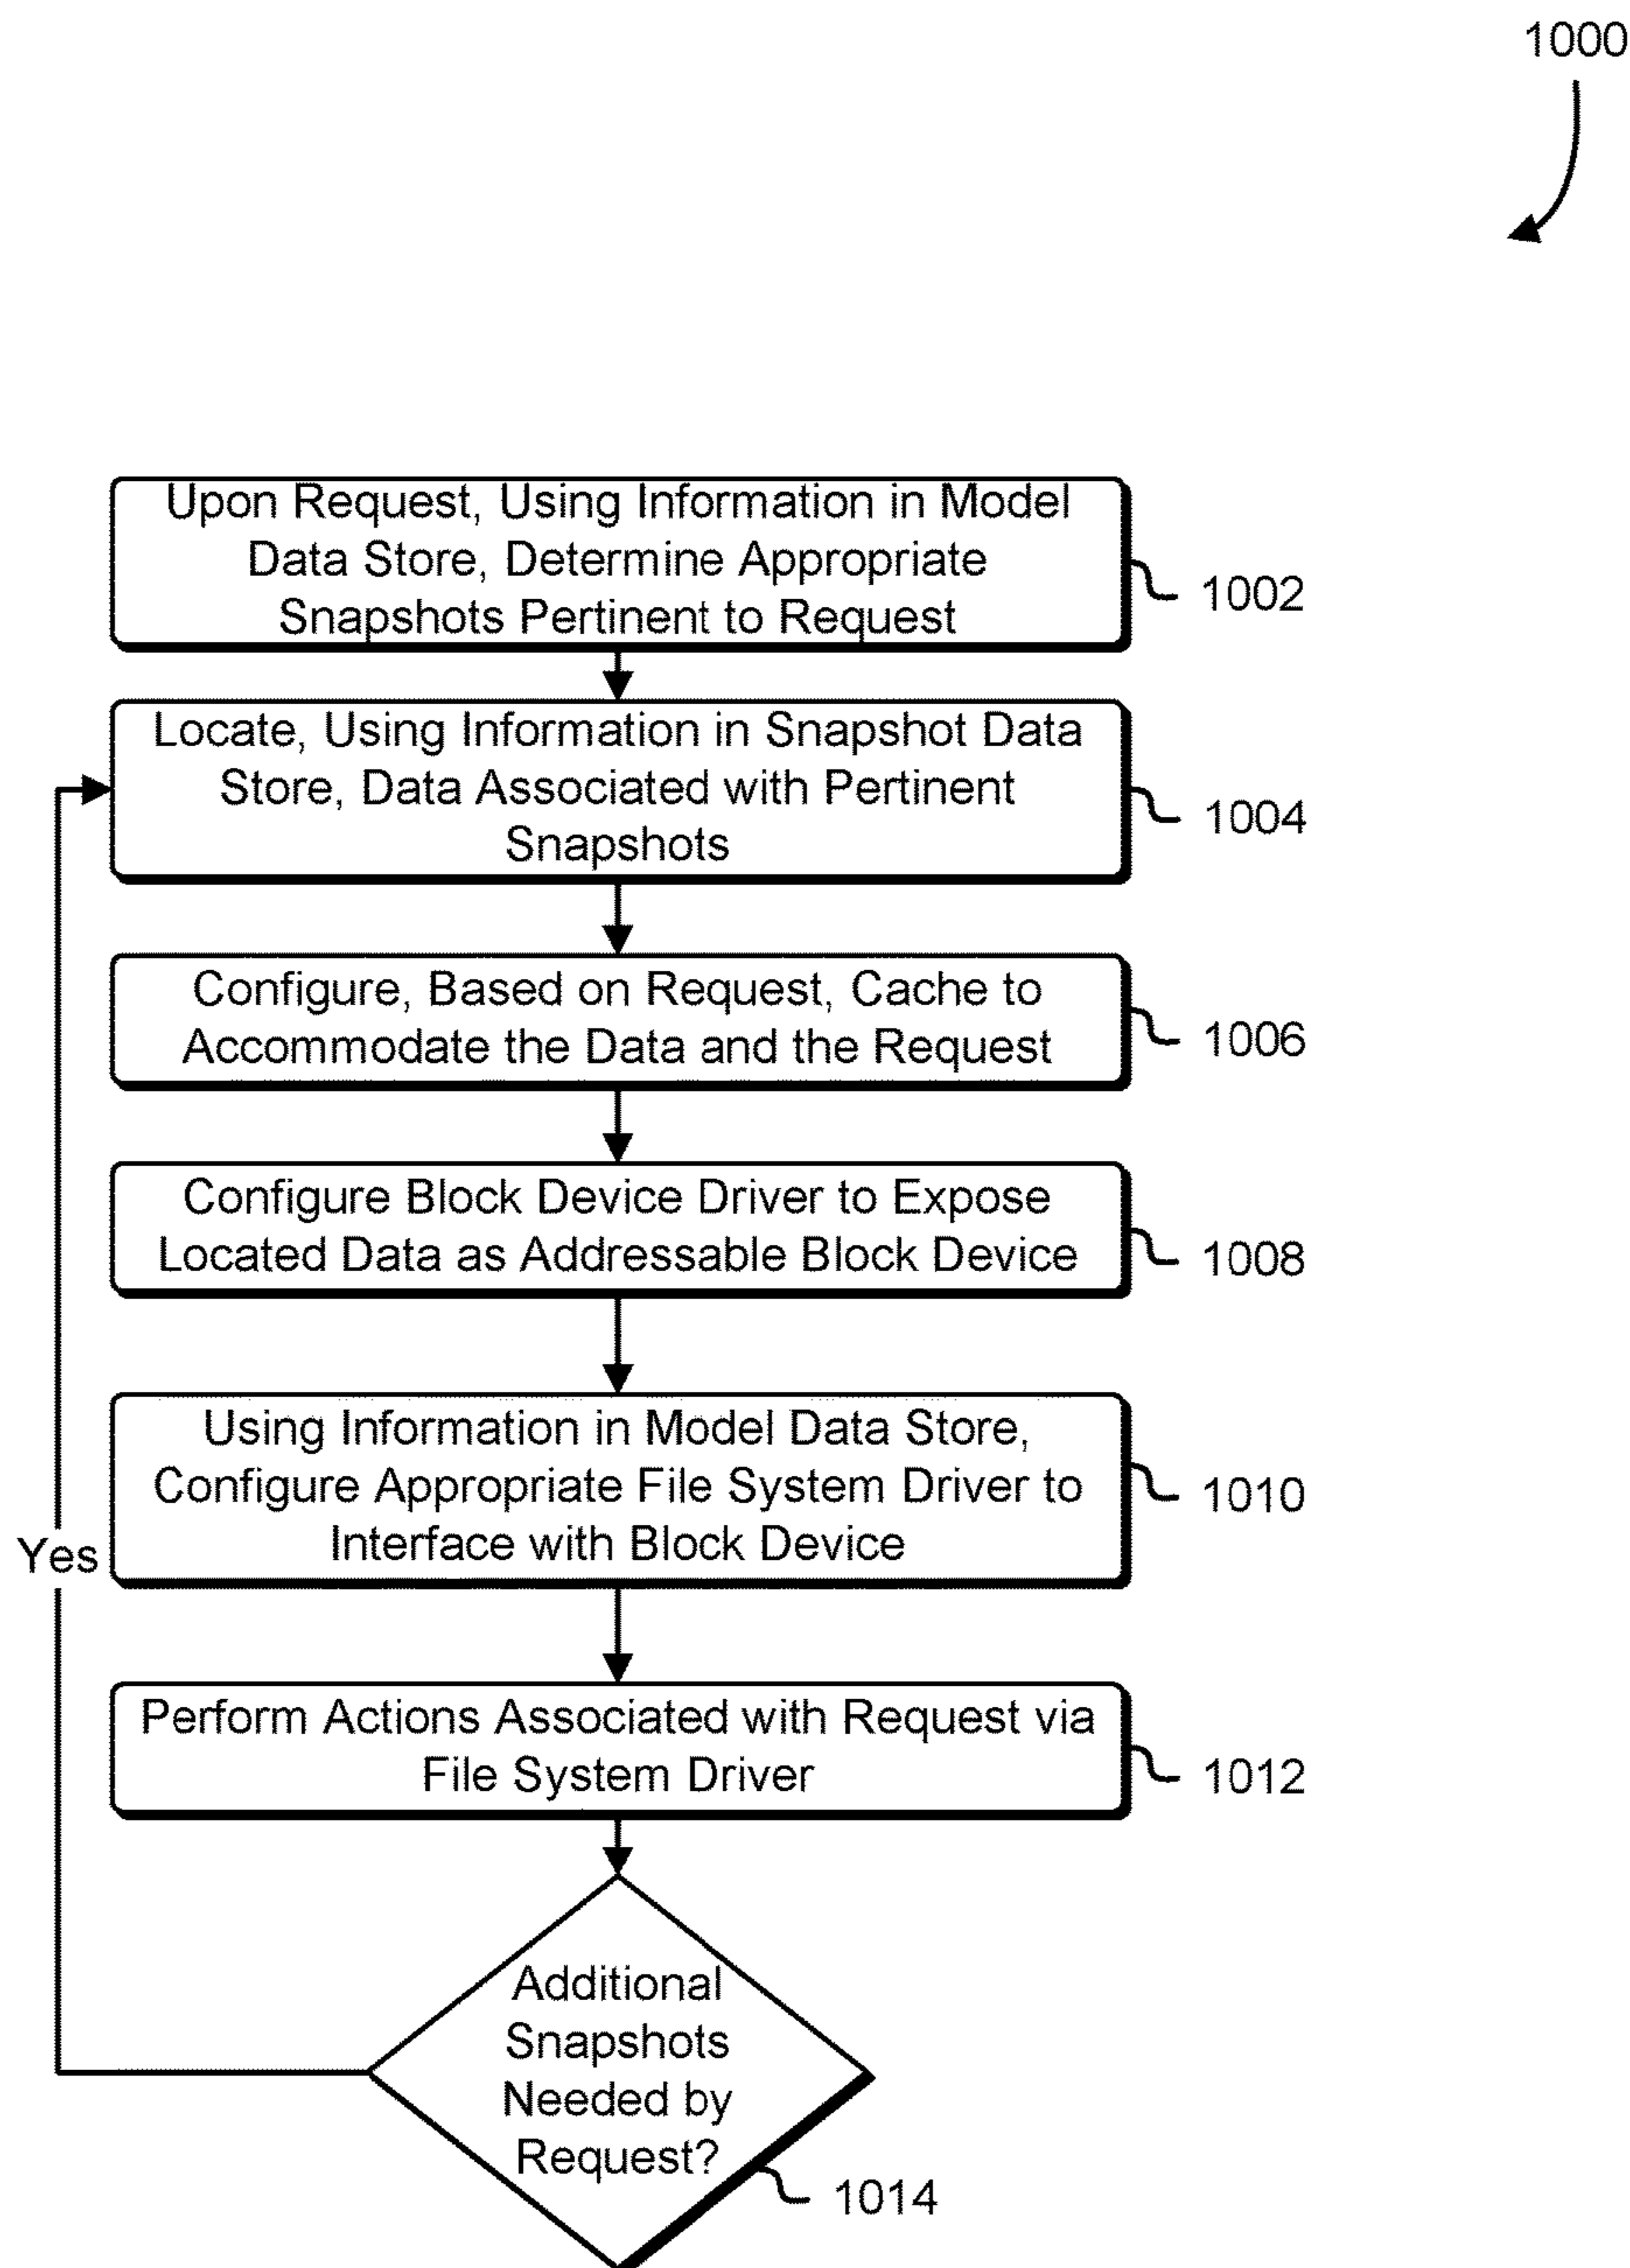 1000
Upon Request, Using Information in Model
Data Store, Determine Appropriate
Snapshots Pertinent to Request
1002
Locate, Using Information in Snapshot Data
Store, Data Associated with Pertinent
Snapshots
1004
Configure, Based on Request, Cache to
Accommodate the Data and the Request
1006
Configure Block Device Driver to Expose
Located Data as Addressable Block Device
1008
Using Information in Model Data Store,
Configure Appropriate File System Driver to
Interface with Block Device
1010
Yes
Perform Actions Associated with Request via
File System Driver
1012
Additional
Snapshots
Needed by
Request?
1014